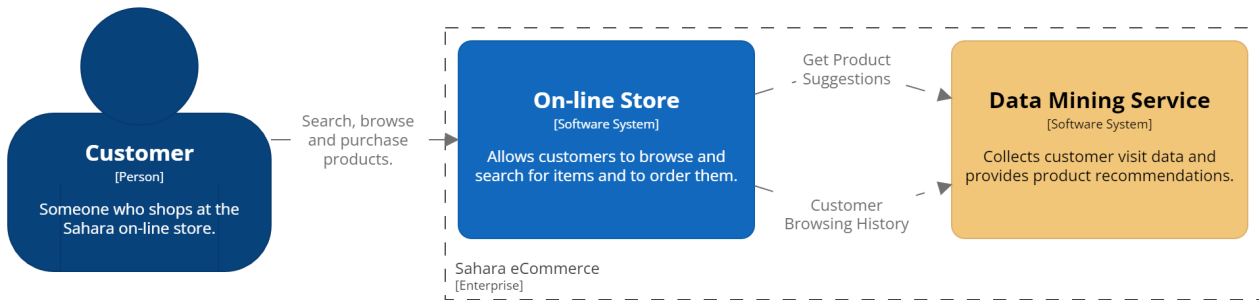 Customer
[Person]
Someone who shops at the
Sahara on-line store.
Search, browse
and purchase
products.
On-line Store
[Software System]
Allows customers to browse and
search for items and to order them.
Get Product
Suggestions
Customer
Browsing History
Data Mining Service
[Software System]
Collects customer visit data and
provides product recommendations.
Sahara eCommerce
[Enterprise]